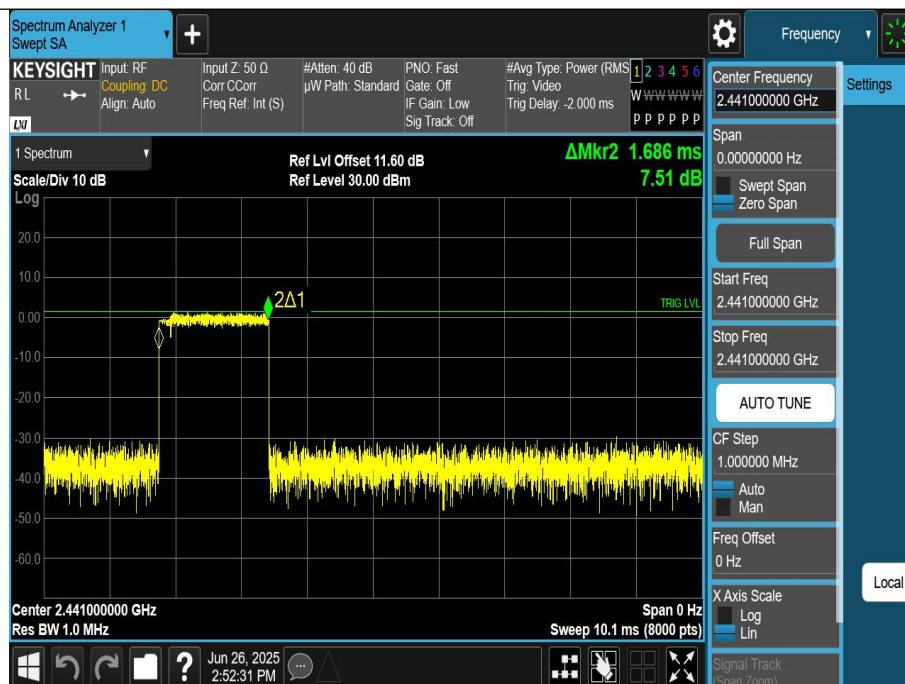 Spectrum Analyzer 1
Swept SA
Frequency
KEYSIGHT
RL
LXI
Input: RF
Coupling: DC
Align: Auto
Input Z: 50 Ω
Corr CCorr
Freq Ref: Int (S)
#Atten: 40 dB
µW Path: Standard
PNO: Fast
Gate: Off
IF Gain: Low
Sig Track: Off
#Avg Type: Power (RMS
Trig: Video
Trig Delay: -2.000 ms
1 2 3 4 5 6
W W W W W W
P P P P P P
1 Spectrum
Scale/Div 10 dB
Ref Lvl Offset 11.60 dB
Ref Level 30.00 dBm
ΔMkr2 1.686 ms
7.51 dB
Log
20.0
10.0
0.00
-10.0
-20.0
-30.0
-40.0
-50.0
-60.0
2Δ1
TRIG LVL
Center 2.441000000 GHz
Res BW 1.0 MHz
Span 0 Hz
Sweep 10.1 ms (8000 pts)
Jun 26, 2025
2:52:31 PM
Center Frequency
2.441000000 GHz
Settings
Span
0.00000000 Hz
Swept Span
Zero Span
Full Span
Start Freq
2.441000000 GHz
Stop Freq
2.441000000 GHz
AUTO TUNE
CF Step
1.000000 MHz
Auto
Man
Freq Offset
0 Hz
Local
X Axis Scale
Log
Lin
Signal Track
(Span Zoom)